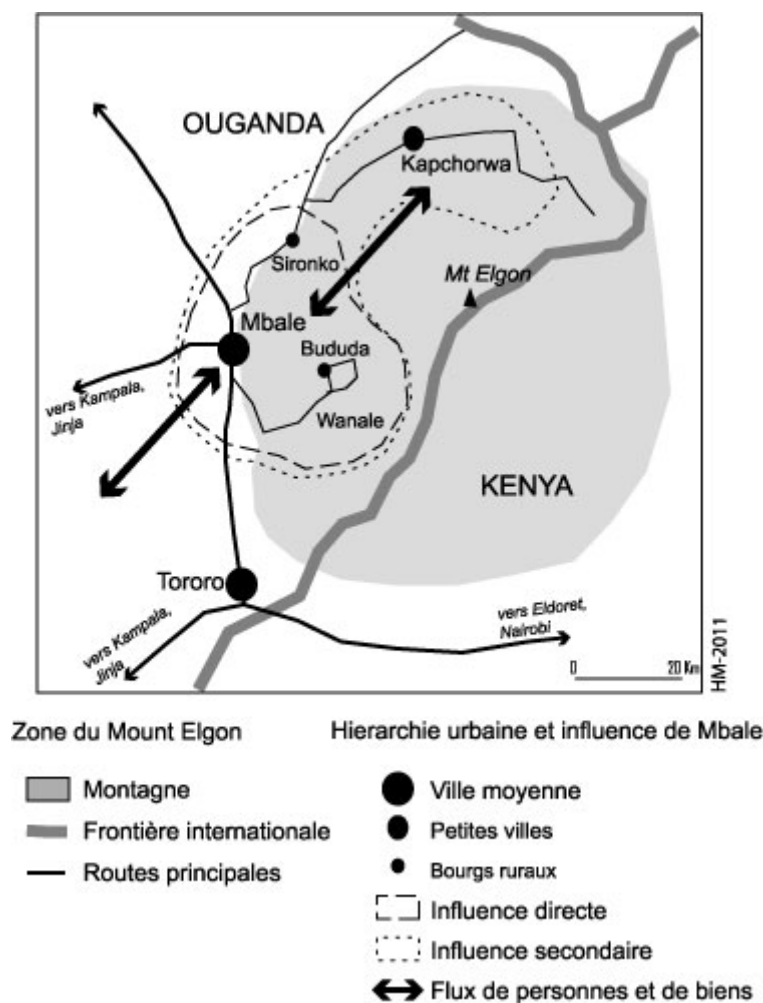 OUGANDA
Kapchorwa
Sironko
Mt Elgon
Mbale
Bududa
vers Kampala,
Jinja
Wanale
KENYA
Tororo
vers Kampala,
Jinja
vers Eldoret,
Nairobi
0 20 Km
HM-2011
Zone du Mount Elgon
Montagne
Frontière internationale
Routes principales
Hierarchie urbaine et influence de Mbale
Ville moyenne
Petites villes
Bourgs ruraux
Influence directe
Influence secondaire
Flux de personnes et de biens